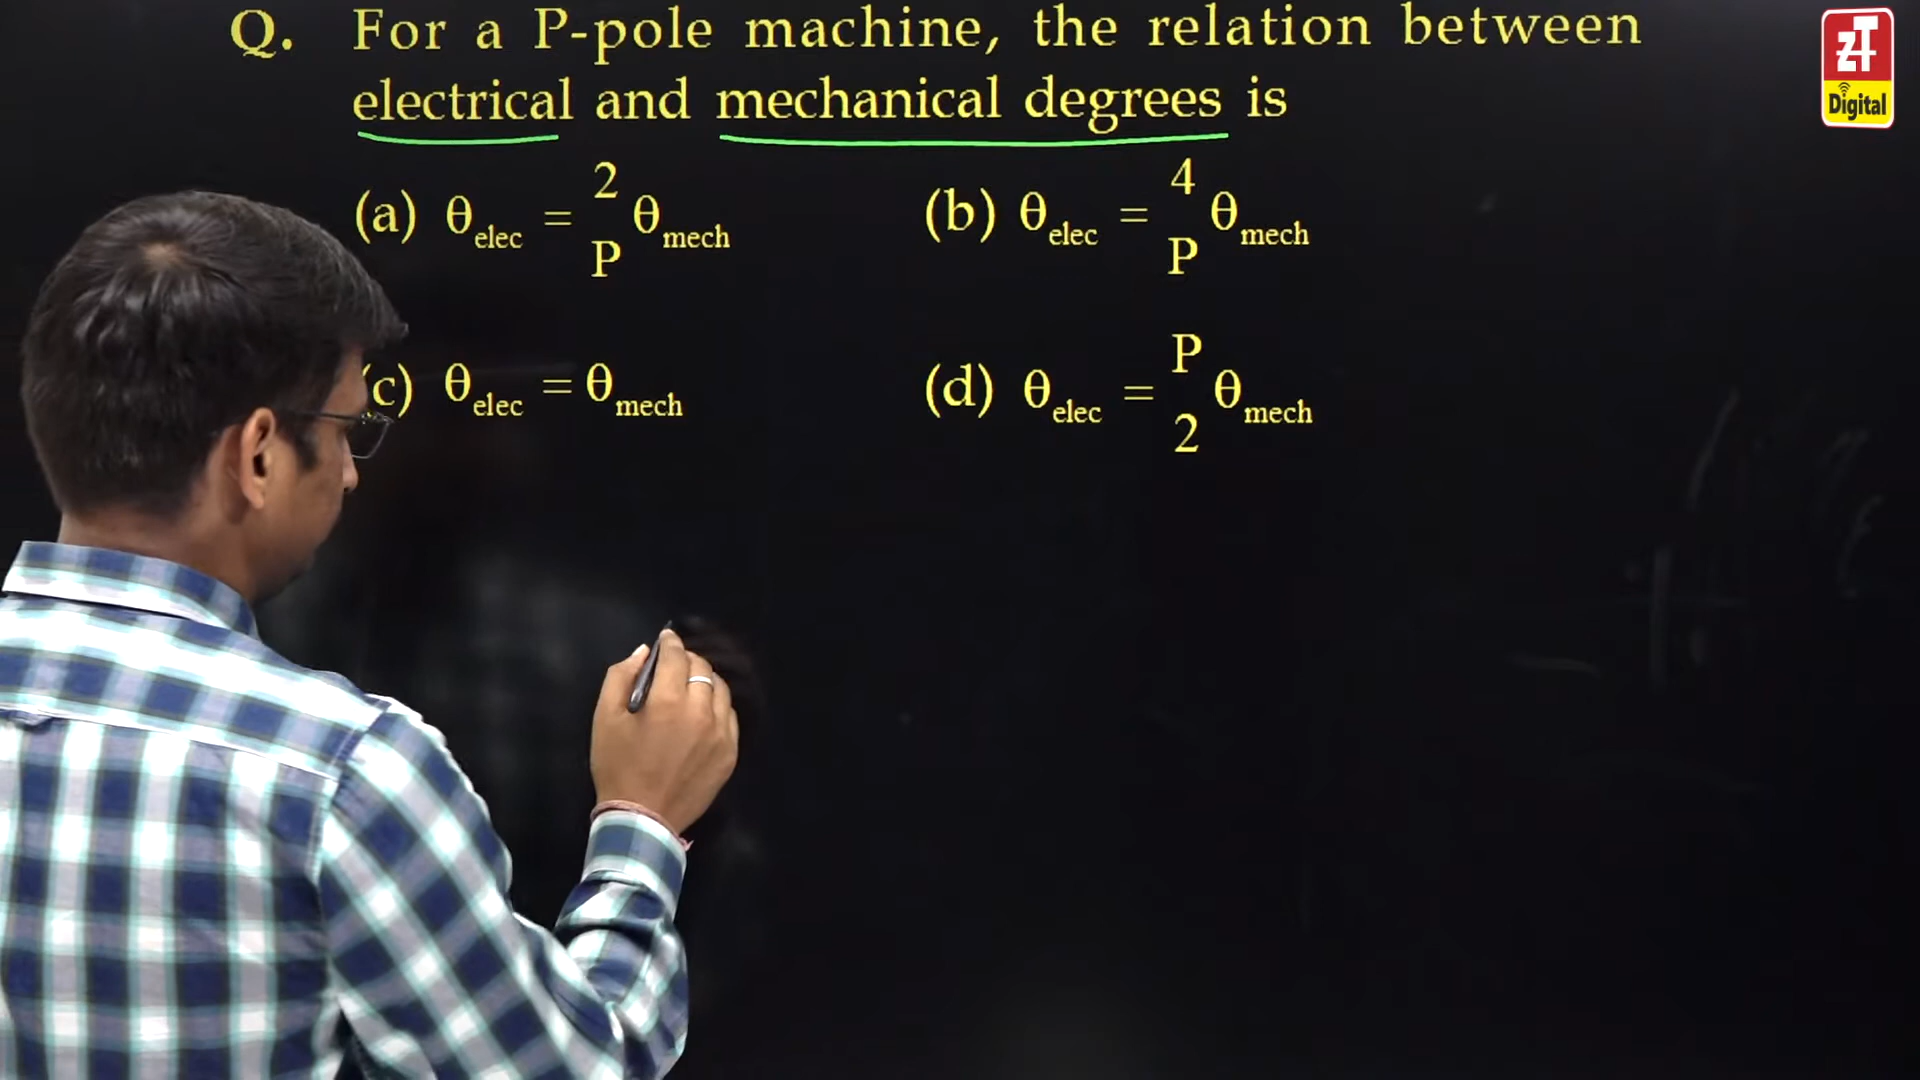 Q. For a P-pole machine, the relation between
electrical and mechanical degrees is
(a) θelec = 2/P θmech
(b) θelec = 4/P θmech
(c) θelec = θmech
(d) θelec = P/2 θmech
ZT
Digital